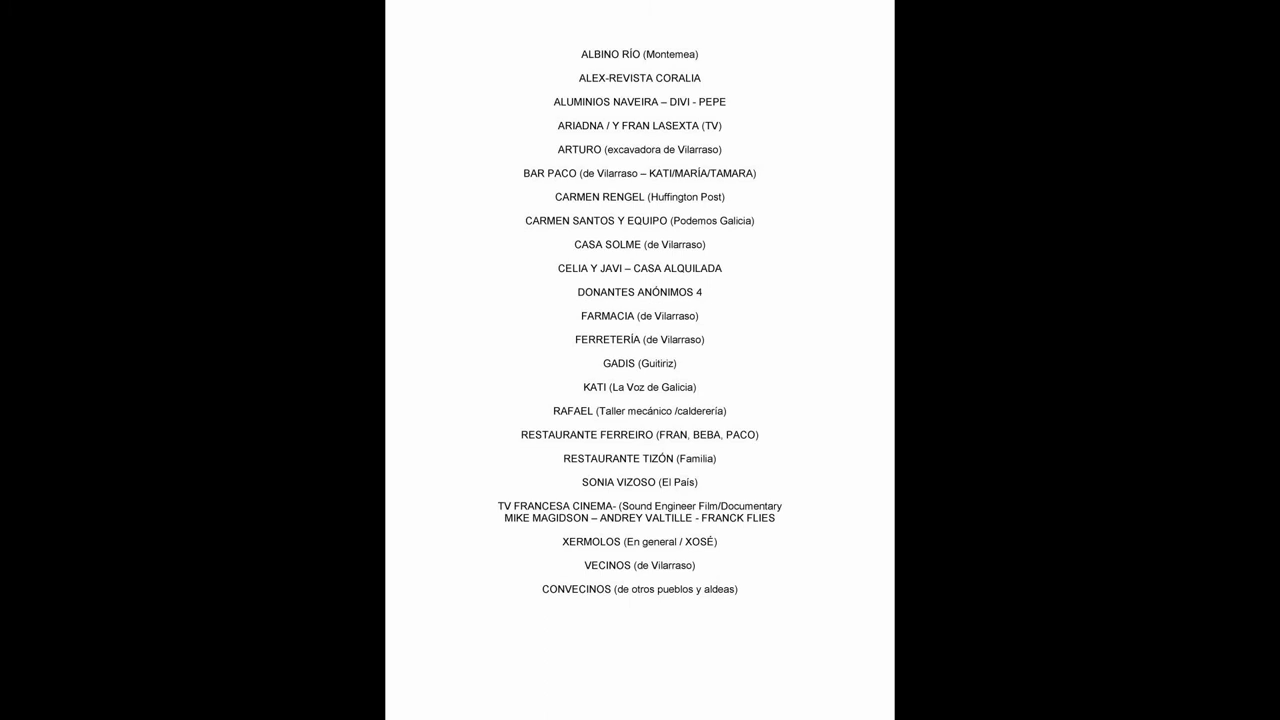 ALBINO RÍO (Montemea)
ALEX-REVISTA CORALIA
ALUMINIOS NAVEIRA – DIVI - PEPE
ARIADNA / Y FRAN LASEXTA (TV)
ARTURO (excavadora de Vilarraso)
BAR PACO (de Vilarraso – KATI/MARÍA/TAMARA)
CARMEN RENGEL (Huffington Post)
CARMEN SANTOS Y EQUIPO (Podemos Galicia)
CASA SOLME (de Vilarraso)
CELIA Y JAVI – CASA ALQUILADA
DONANTES ANÓNIMOS 4
FARMACIA (de Vilarraso)
FERRETERÍA (de Vilarraso)
GADIS (Guitiriz)
KATI (La Voz de Galicia)
RAFAEL (Taller mecánico /calderería)
RESTAURANTE FERREIRO (FRAN, BEBA, PACO)
RESTAURANTE TIZÓN (Familia)
SONIA VIZOSO (El País)
TV FRANCESA CINEMA- (Sound Engineer Film/Documentary
MIKE MAGIDSON – ANDREY VALTILLE - FRANCK FLIES
XERMOLOS (En general / XOSÉ)
VECINOS (de Vilarraso)
CONVECINOS (de otros pueblos y aldeas)